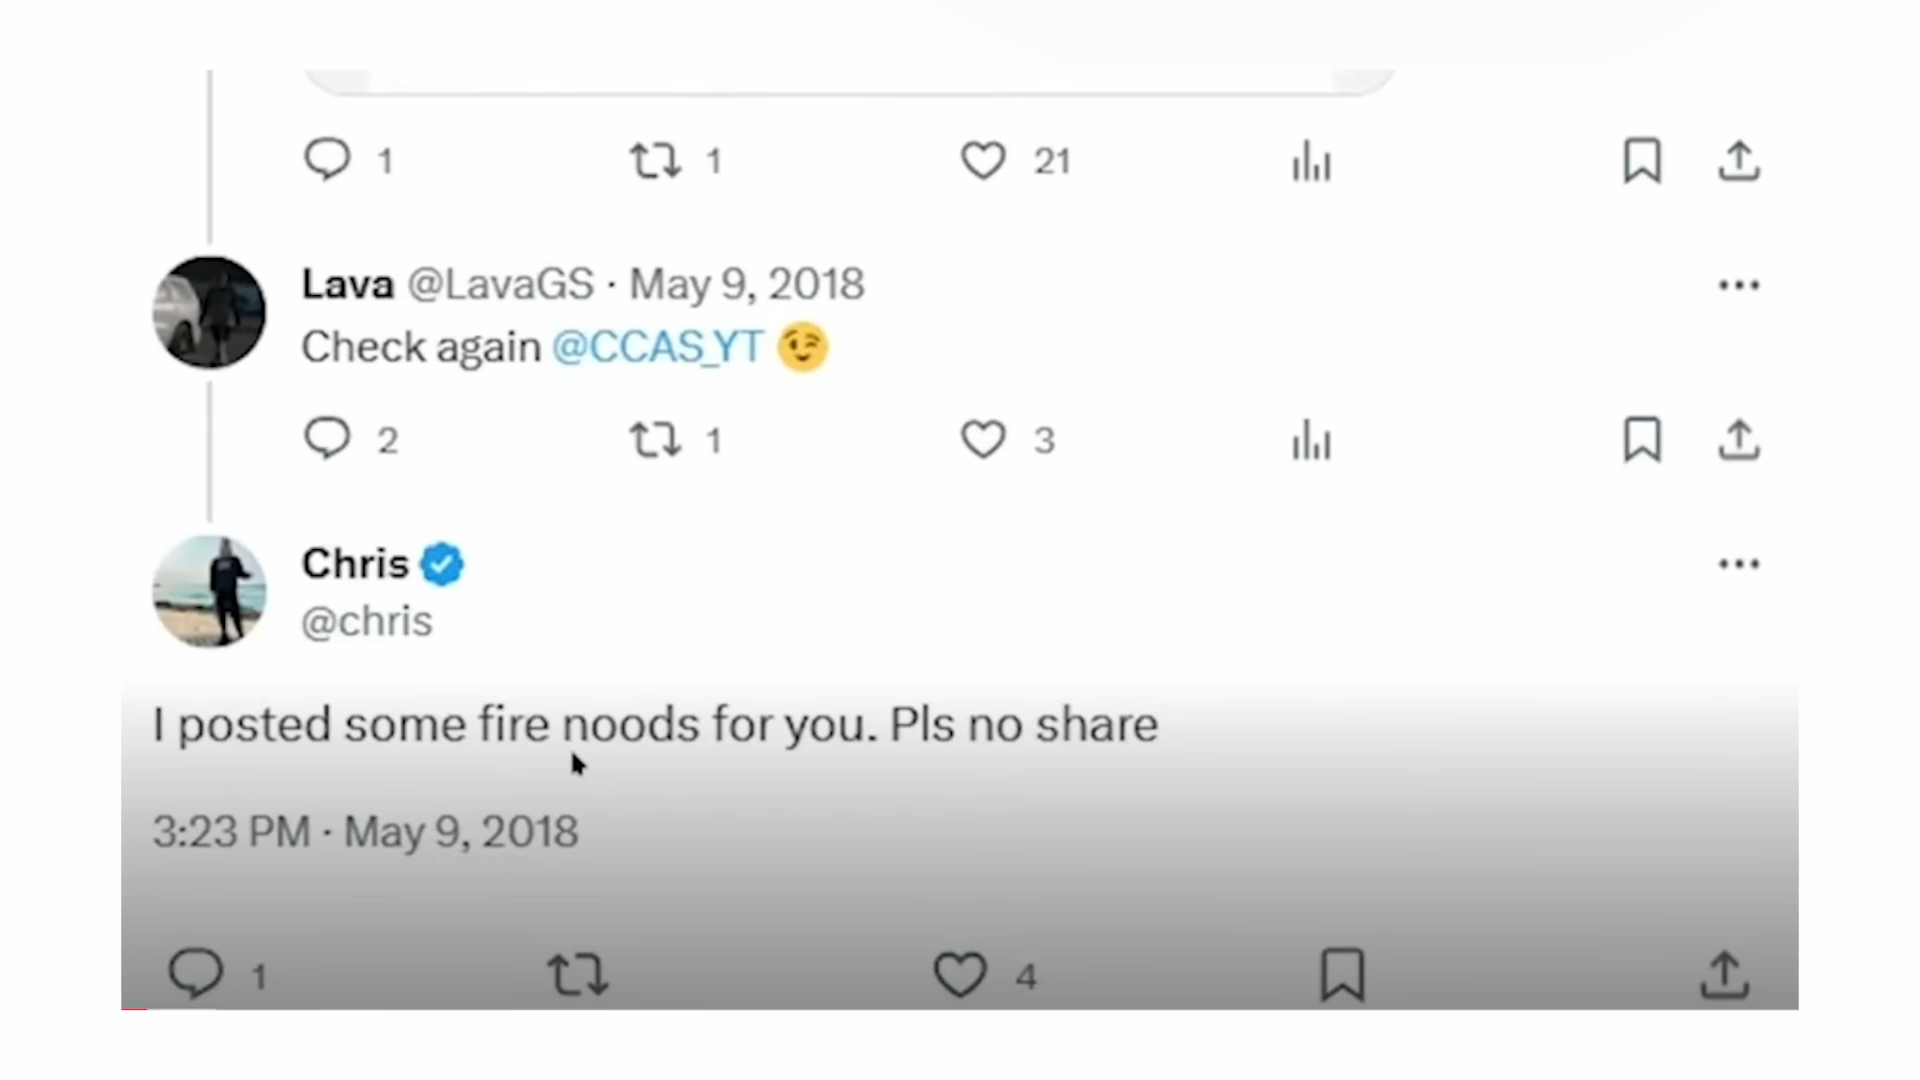 1 1 21
Lava @LavaGS · May 9, 2018
Check again @CCAS_YT 😉
2 1 3
Chris
@chris
I posted some fire noods for you. Pls no share
3:23 PM · May 9, 2018
1 4